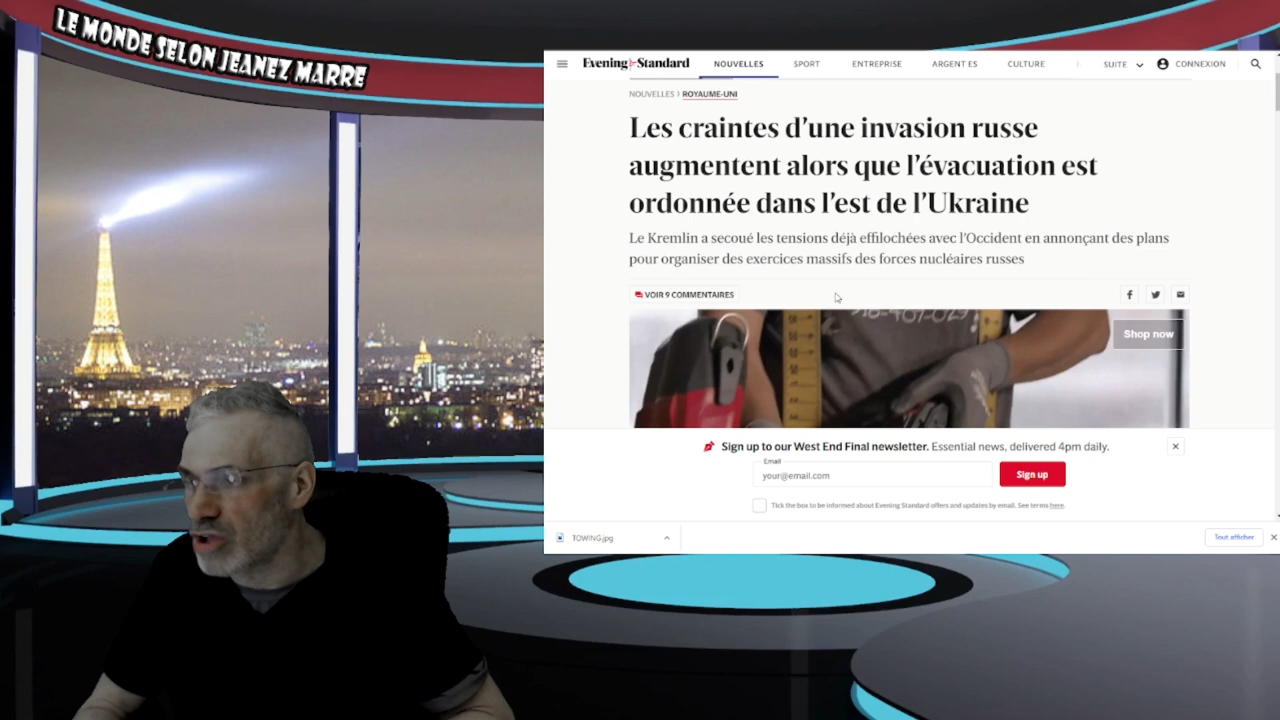 LE MONDE SELON JEANEZ MARRE
Evening Standard NOUVELLES SPORT ENTREPRISE ARGENT ES CULTURE SUITE CONNEXION
NOUVELLES › ROYAUME-UNI
Les craintes d'une invasion russe
augmentent alors que l'évacuation est
ordonnée dans l'est de l'Ukraine
Le Kremlin a secoué les tensions déjà effilochées avec l'Occident en annonçant des plans
pour organiser des exercices massifs des forces nucléaires russes
VOIR 9 COMMENTAIRES
Shop now
Sign up to our West End Final newsletter. Essential news, delivered 4pm daily.
Email
your@email.com
Sign up
Tick the box to be informed about Evening Standard offers and updates by email. See terms here.
TOWING.jpg
Tout afficher